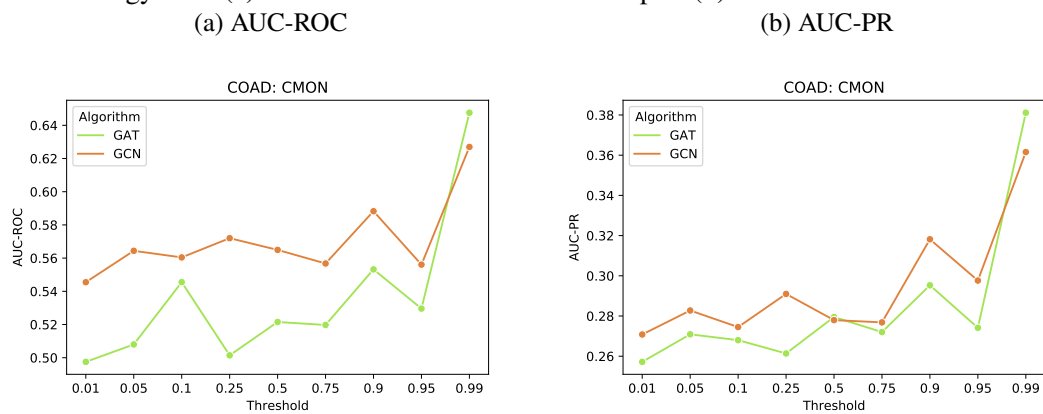 (a) AUC-ROC
(b) AUC-PR
COAD: CMON
Algorithm
GAT
GCN
0.64
0.62
0.60
0.58
0.56
0.54
0.52
0.50
AUC-ROC
0.01 0.05 0.1 0.25 0.5 0.75 0.9 0.95 0.99
Threshold
COAD: CMON
Algorithm
GAT
GCN
0.38
0.36
0.34
0.32
0.30
0.28
0.26
AUC-PR
0.01 0.05 0.1 0.25 0.5 0.75 0.9 0.95 0.99
Threshold